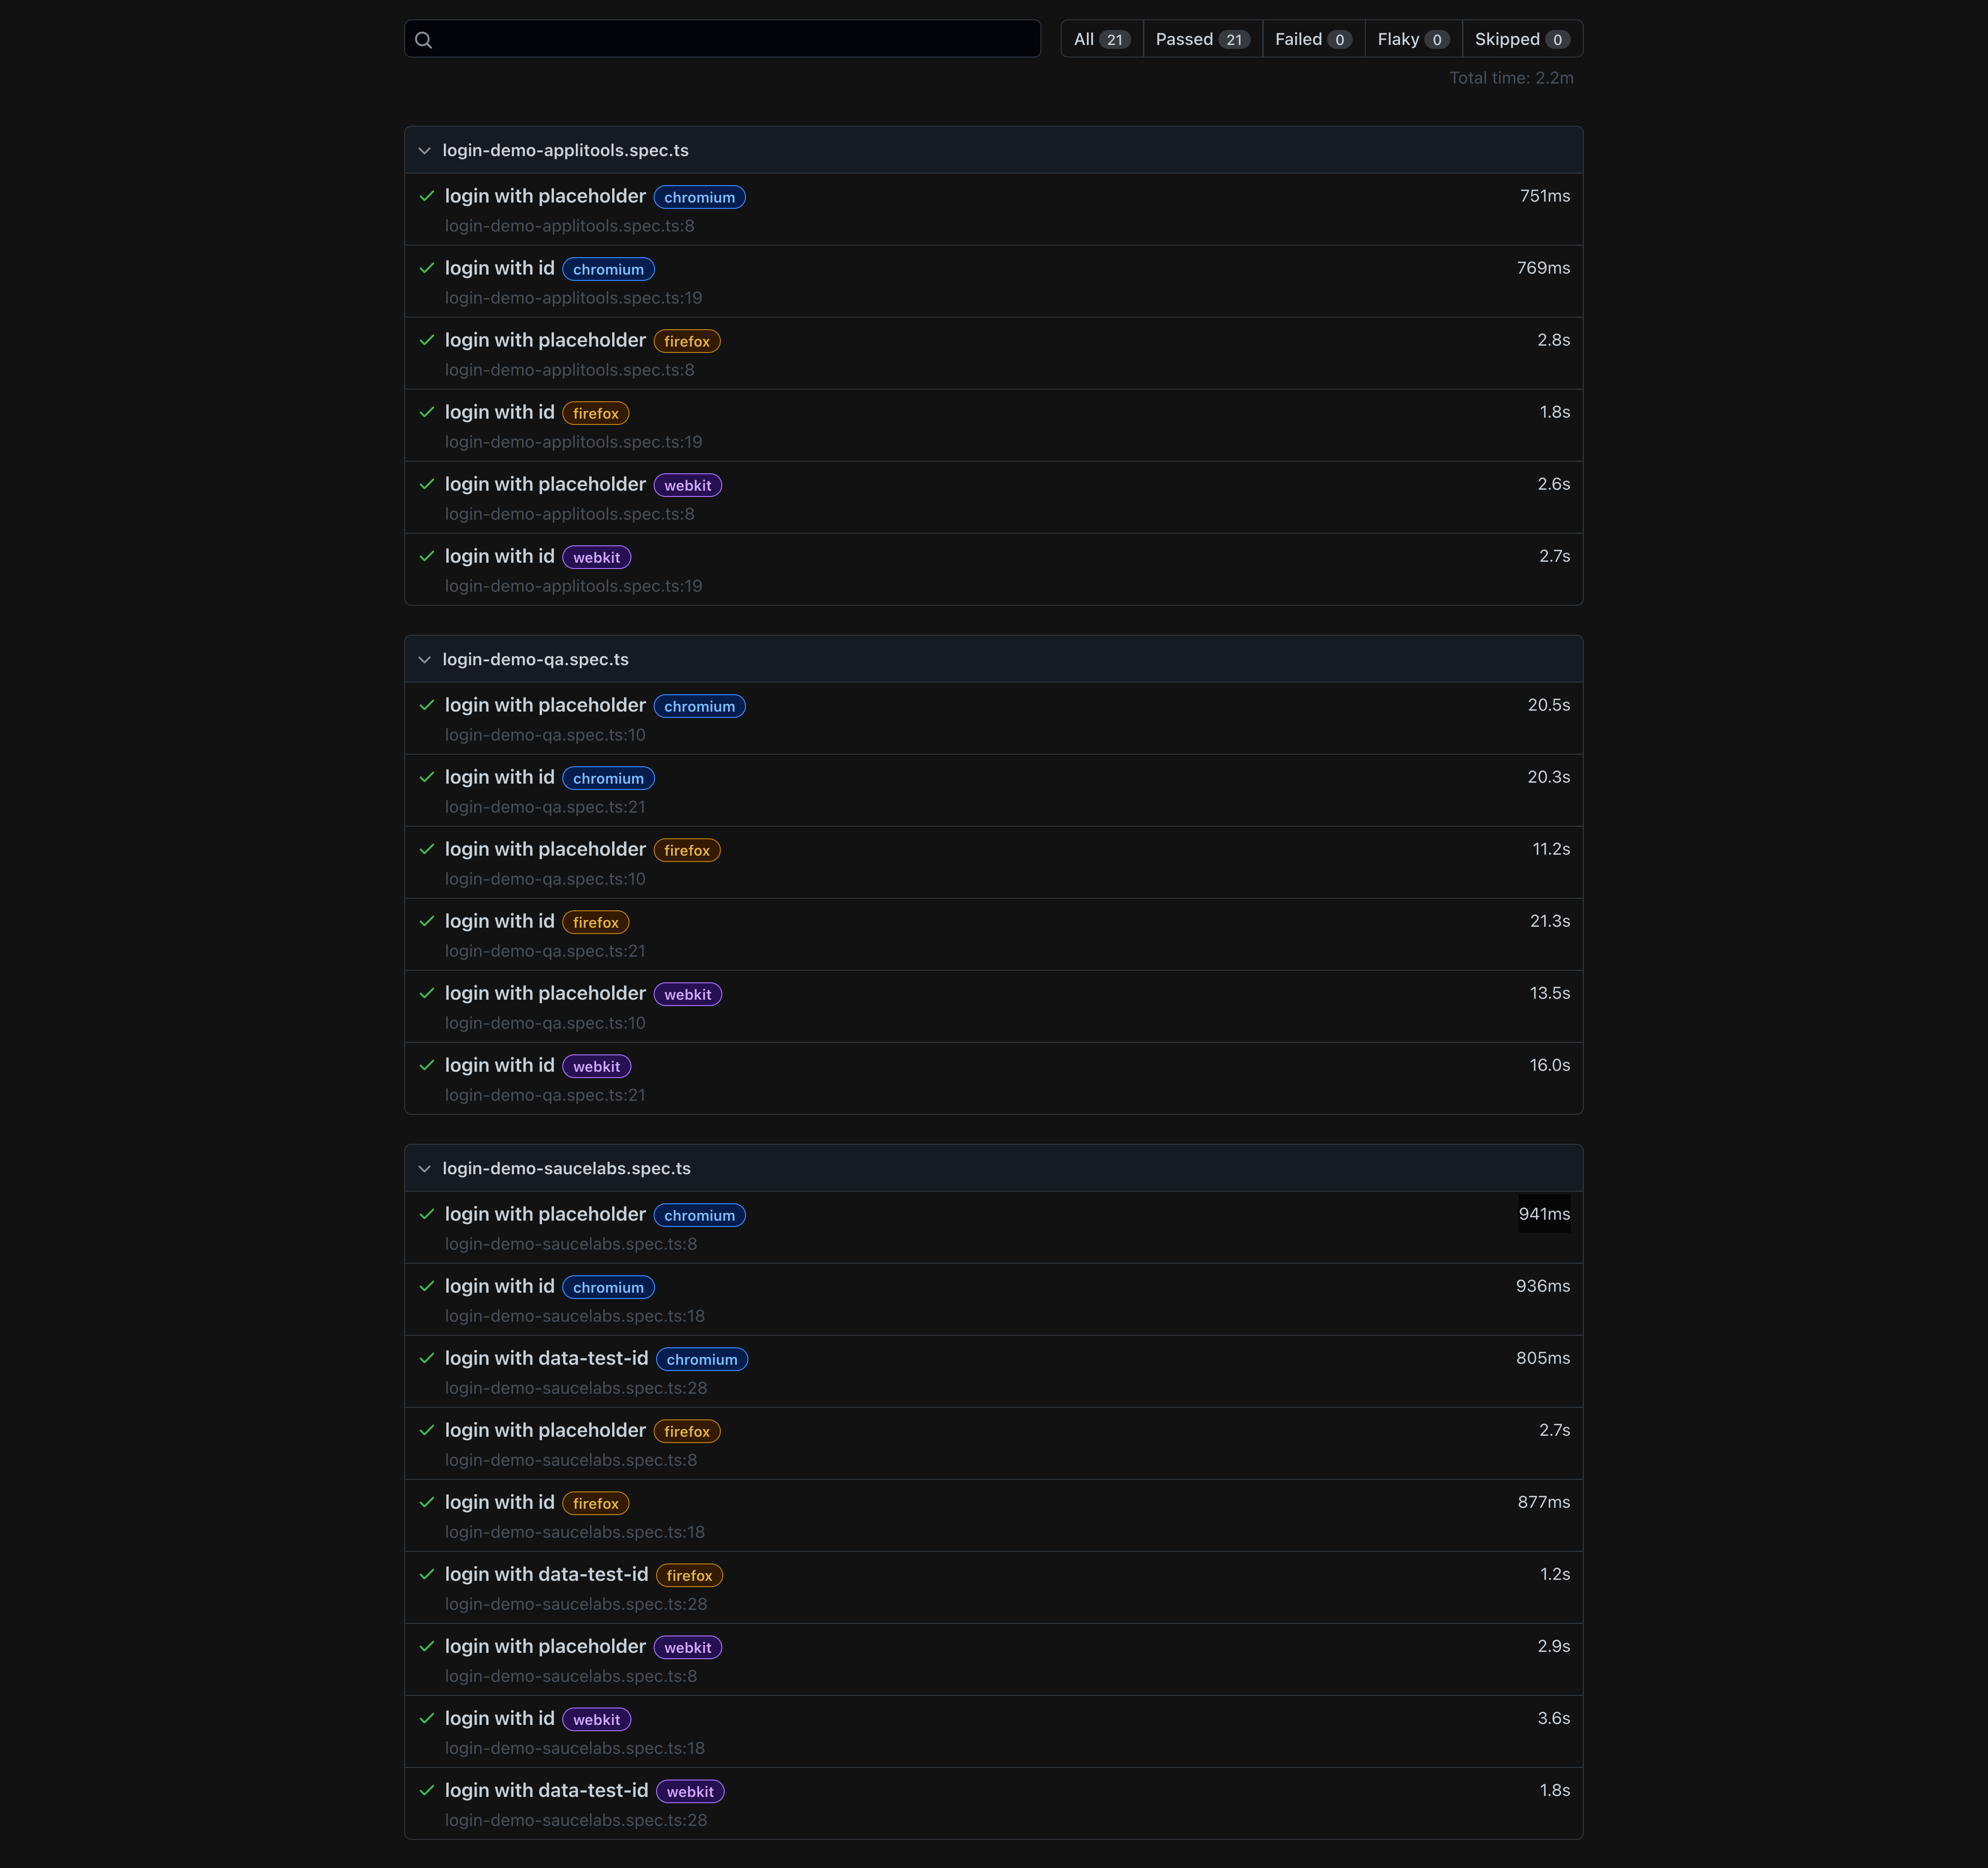 All 21 Passed 21 Failed 0 Flaky 0 Skipped 0
Total time: 2.2m
login-demo-applitools.spec.ts
login with placeholder chromium 751ms
login-demo-applitools.spec.ts:8
login with id chromium 769ms
login-demo-applitools.spec.ts:19
login with placeholder firefox 2.8s
login-demo-applitools.spec.ts:8
login with id firefox 1.8s
login-demo-applitools.spec.ts:19
login with placeholder webkit 2.6s
login-demo-applitools.spec.ts:8
login with id webkit 2.7s
login-demo-applitools.spec.ts:19
login-demo-qa.spec.ts
login with placeholder chromium 20.5s
login-demo-qa.spec.ts:10
login with id chromium 20.3s
login-demo-qa.spec.ts:21
login with placeholder firefox 11.2s
login-demo-qa.spec.ts:10
login with id firefox 21.3s
login-demo-qa.spec.ts:21
login with placeholder webkit 13.5s
login-demo-qa.spec.ts:10
login with id webkit 16.0s
login-demo-qa.spec.ts:21
login-demo-saucelabs.spec.ts
login with placeholder chromium 941ms
login-demo-saucelabs.spec.ts:8
login with id chromium 936ms
login-demo-saucelabs.spec.ts:18
login with data-test-id chromium 805ms
login-demo-saucelabs.spec.ts:28
login with placeholder firefox 2.7s
login-demo-saucelabs.spec.ts:8
login with id firefox 877ms
login-demo-saucelabs.spec.ts:18
login with data-test-id firefox 1.2s
login-demo-saucelabs.spec.ts:28
login with placeholder webkit 2.9s
login-demo-saucelabs.spec.ts:8
login with id webkit 3.6s
login-demo-saucelabs.spec.ts:18
login with data-test-id webkit 1.8s
login-demo-saucelabs.spec.ts:28